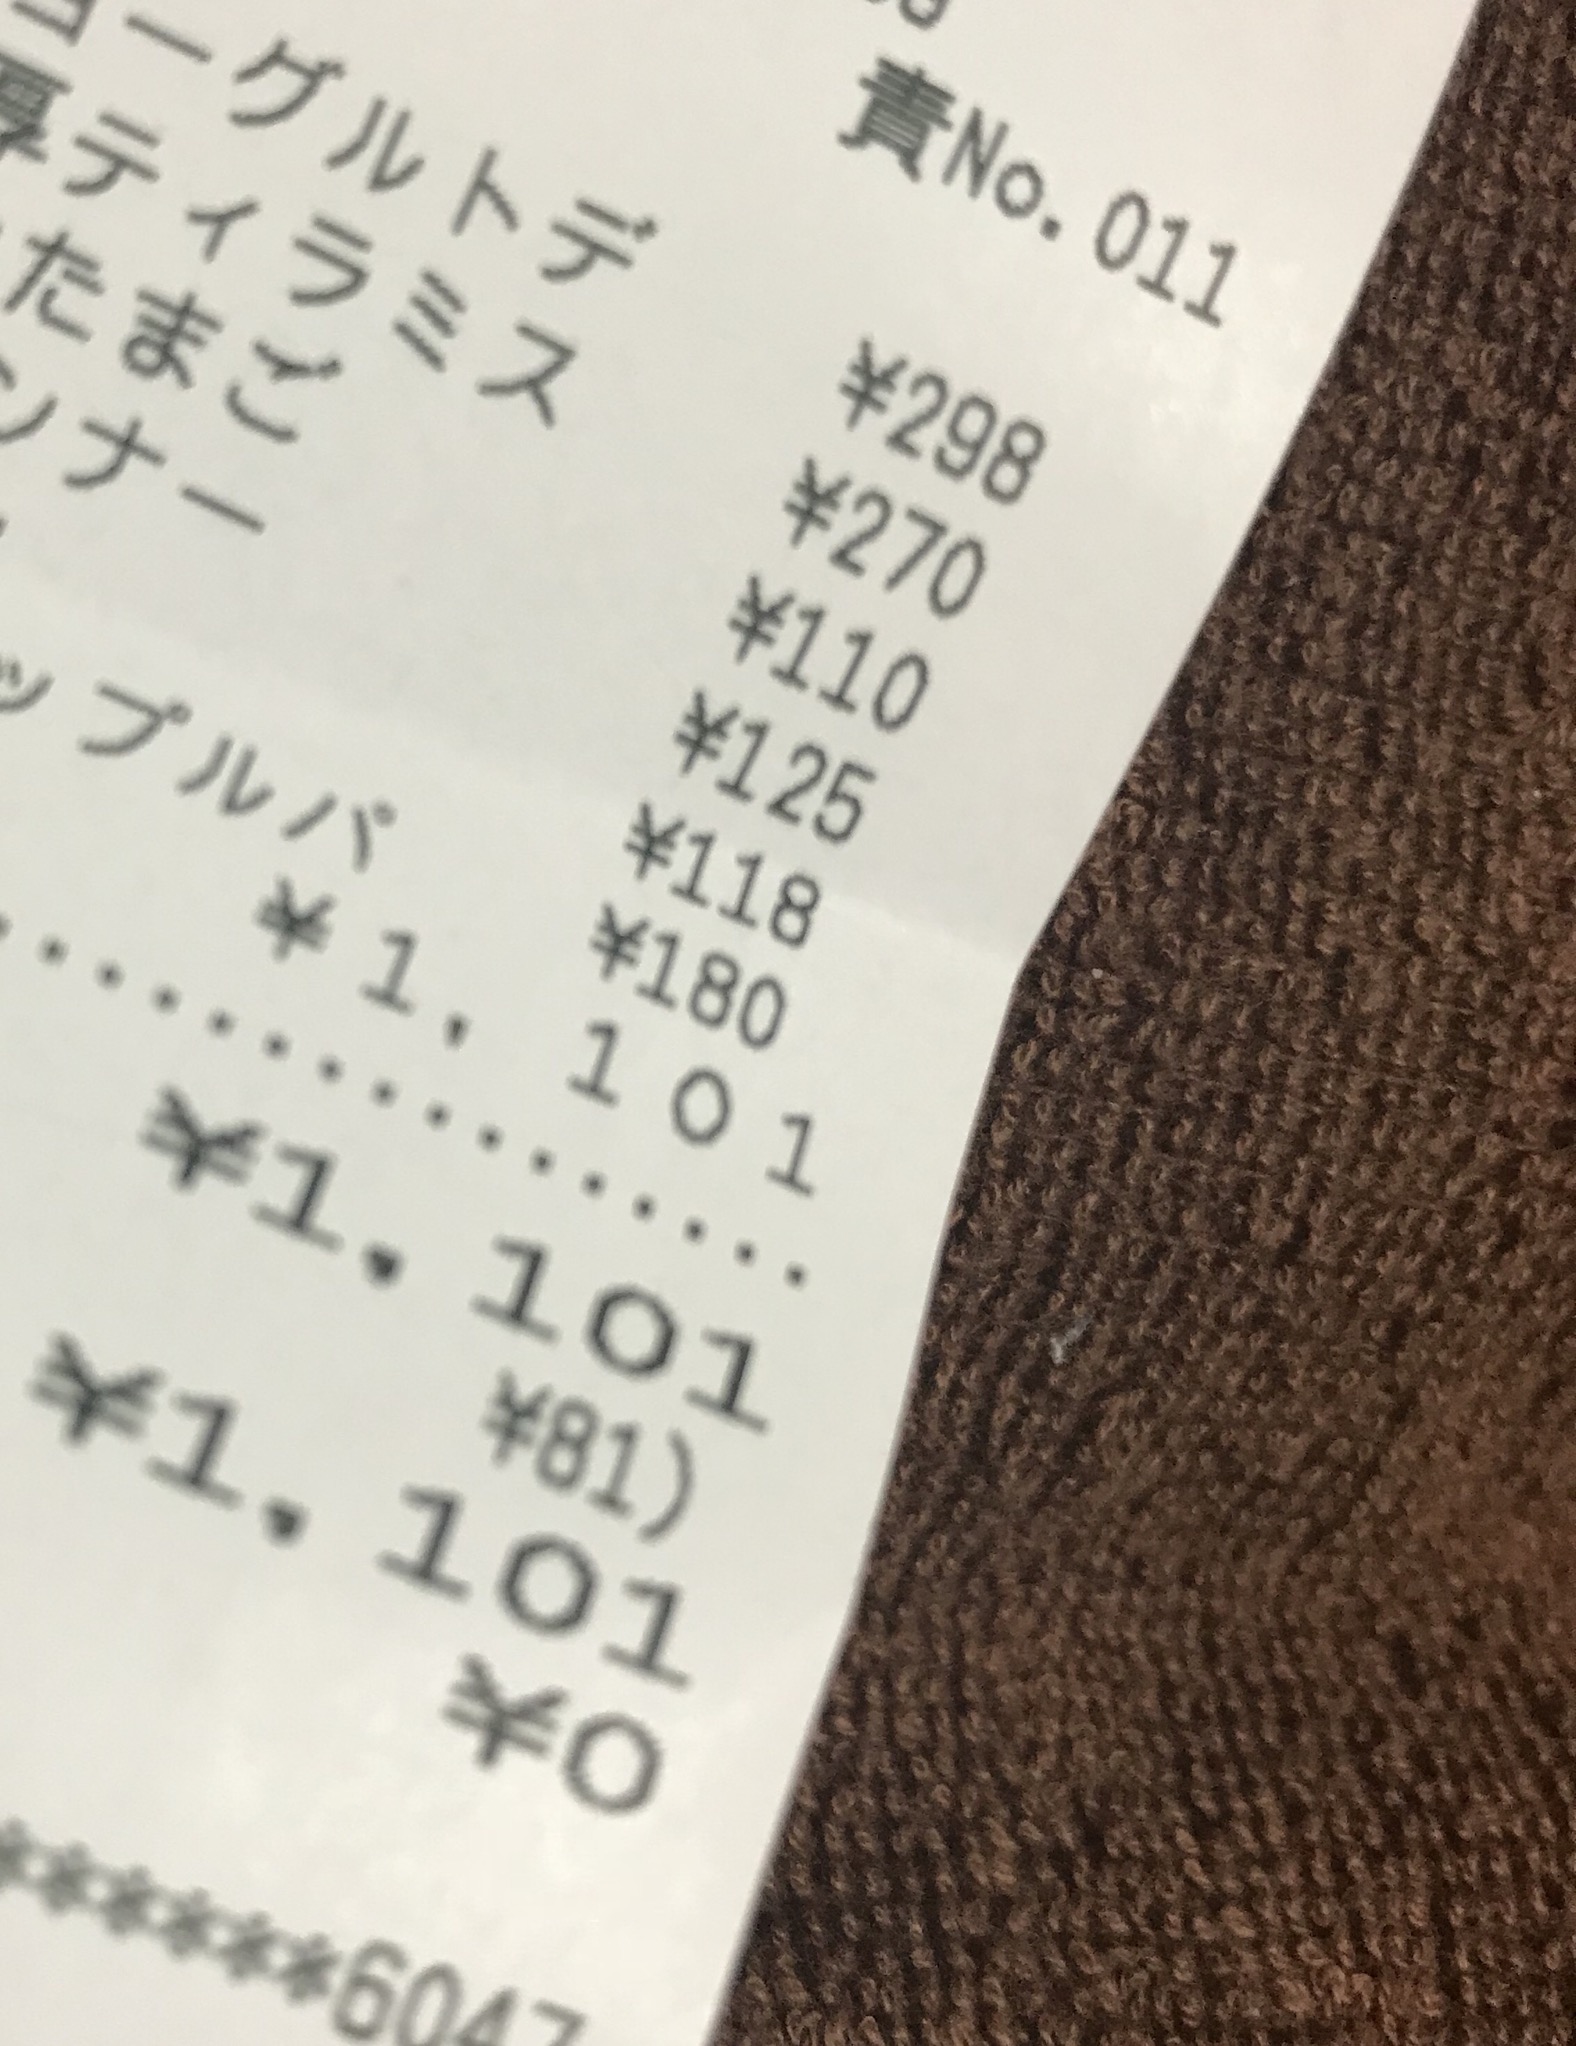 責No.011
ヨーグルトデ ¥298
厚ティラミス ¥270
たまご ¥110
ンナー ¥125
¥118
ップルバ ¥180
¥1,101
¥1,101
¥81)
¥1,101
¥0
******6047